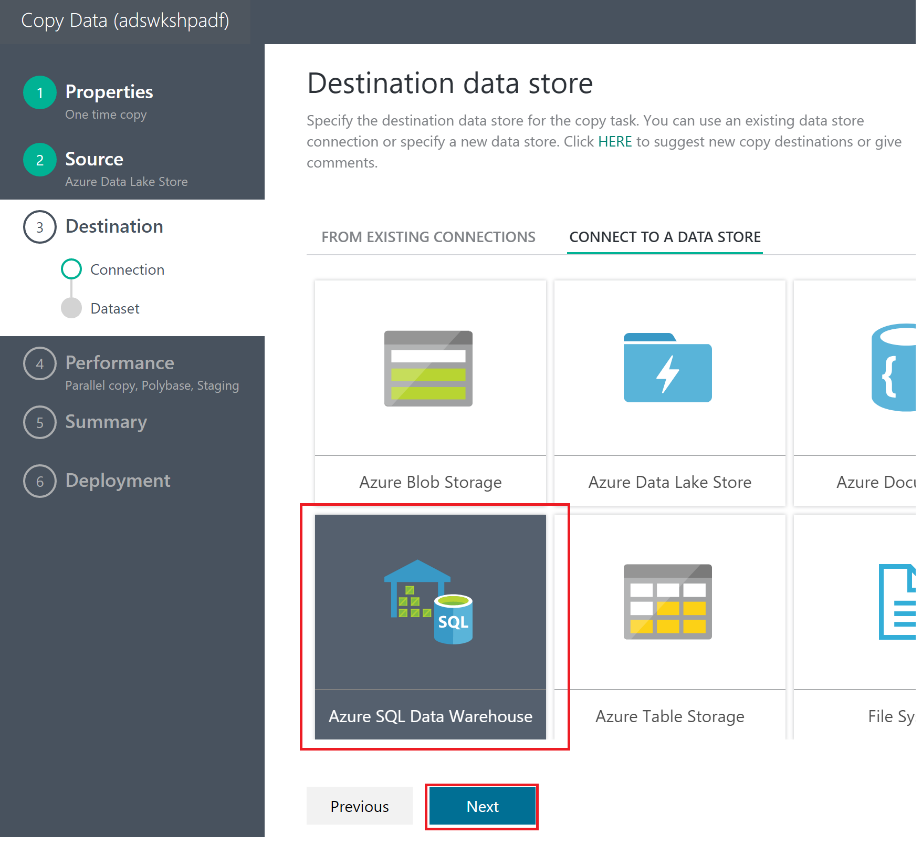 Copy Data (adswkshpadf)
1
Properties
One time copy
2
Source
Azure Data Lake Store
3
Destination
Connection
Dataset
4
Performance
Parallel copy, Polybase, Staging
5
Summary
6
Deployment
Destination data store
Specify the destination data store for the copy task. You can use an existing data store
connection or specify a new data store. Click HERE to suggest new copy destinations or give
comments.
FROM EXISTING CONNECTIONS
CONNECT TO A DATA STORE
{
Azure Blob Storage
Azure Data Lake Store
Azure Docu
SQL
Azure SQL Data Warehouse
Azure Table Storage
File Sy
Previous
Next